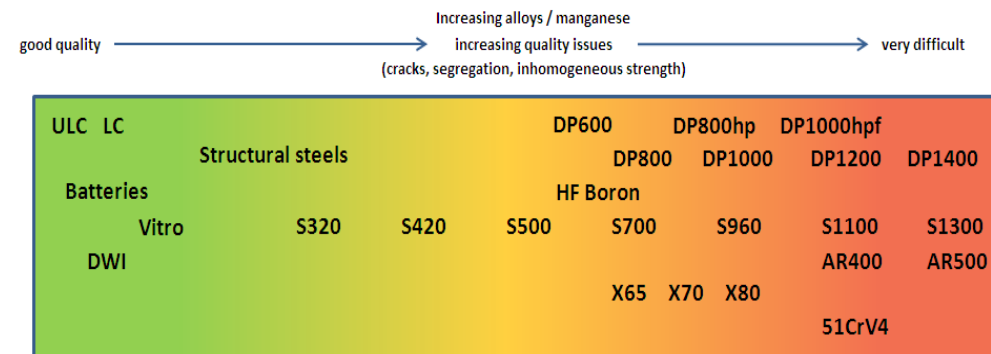 Increasing alloys / manganese
good quality increasing quality issues very difficult
(cracks, segregation, inhomogeneous strength)
ULC LC DP600 DP800hp DP1000hpf
Structural steels DP800 DP1000 DP1200 DP1400
Batteries HF Boron
Vitro S320 S420 S500 S700 S960 S1100 S1300
DWI AR400 AR500
X65 X70 X80
51CrV4